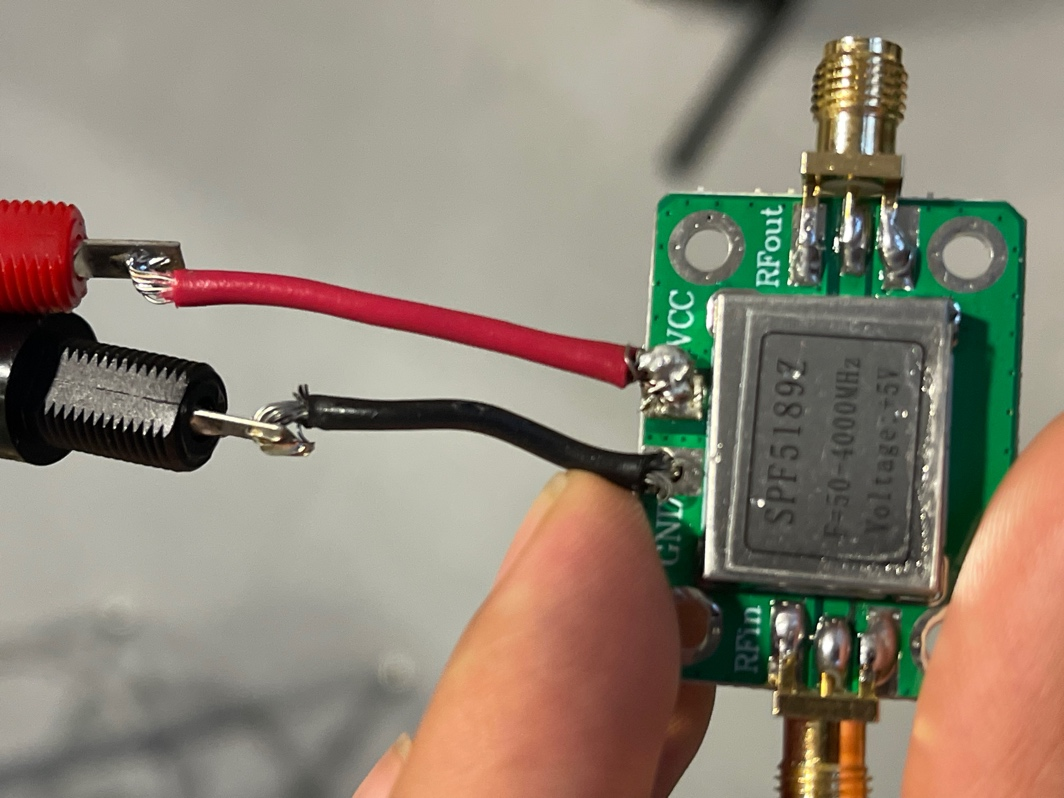 RFout
VCC
SPF5189Z
F=50-4000MHz
Voltage:-5V
GND
RFin